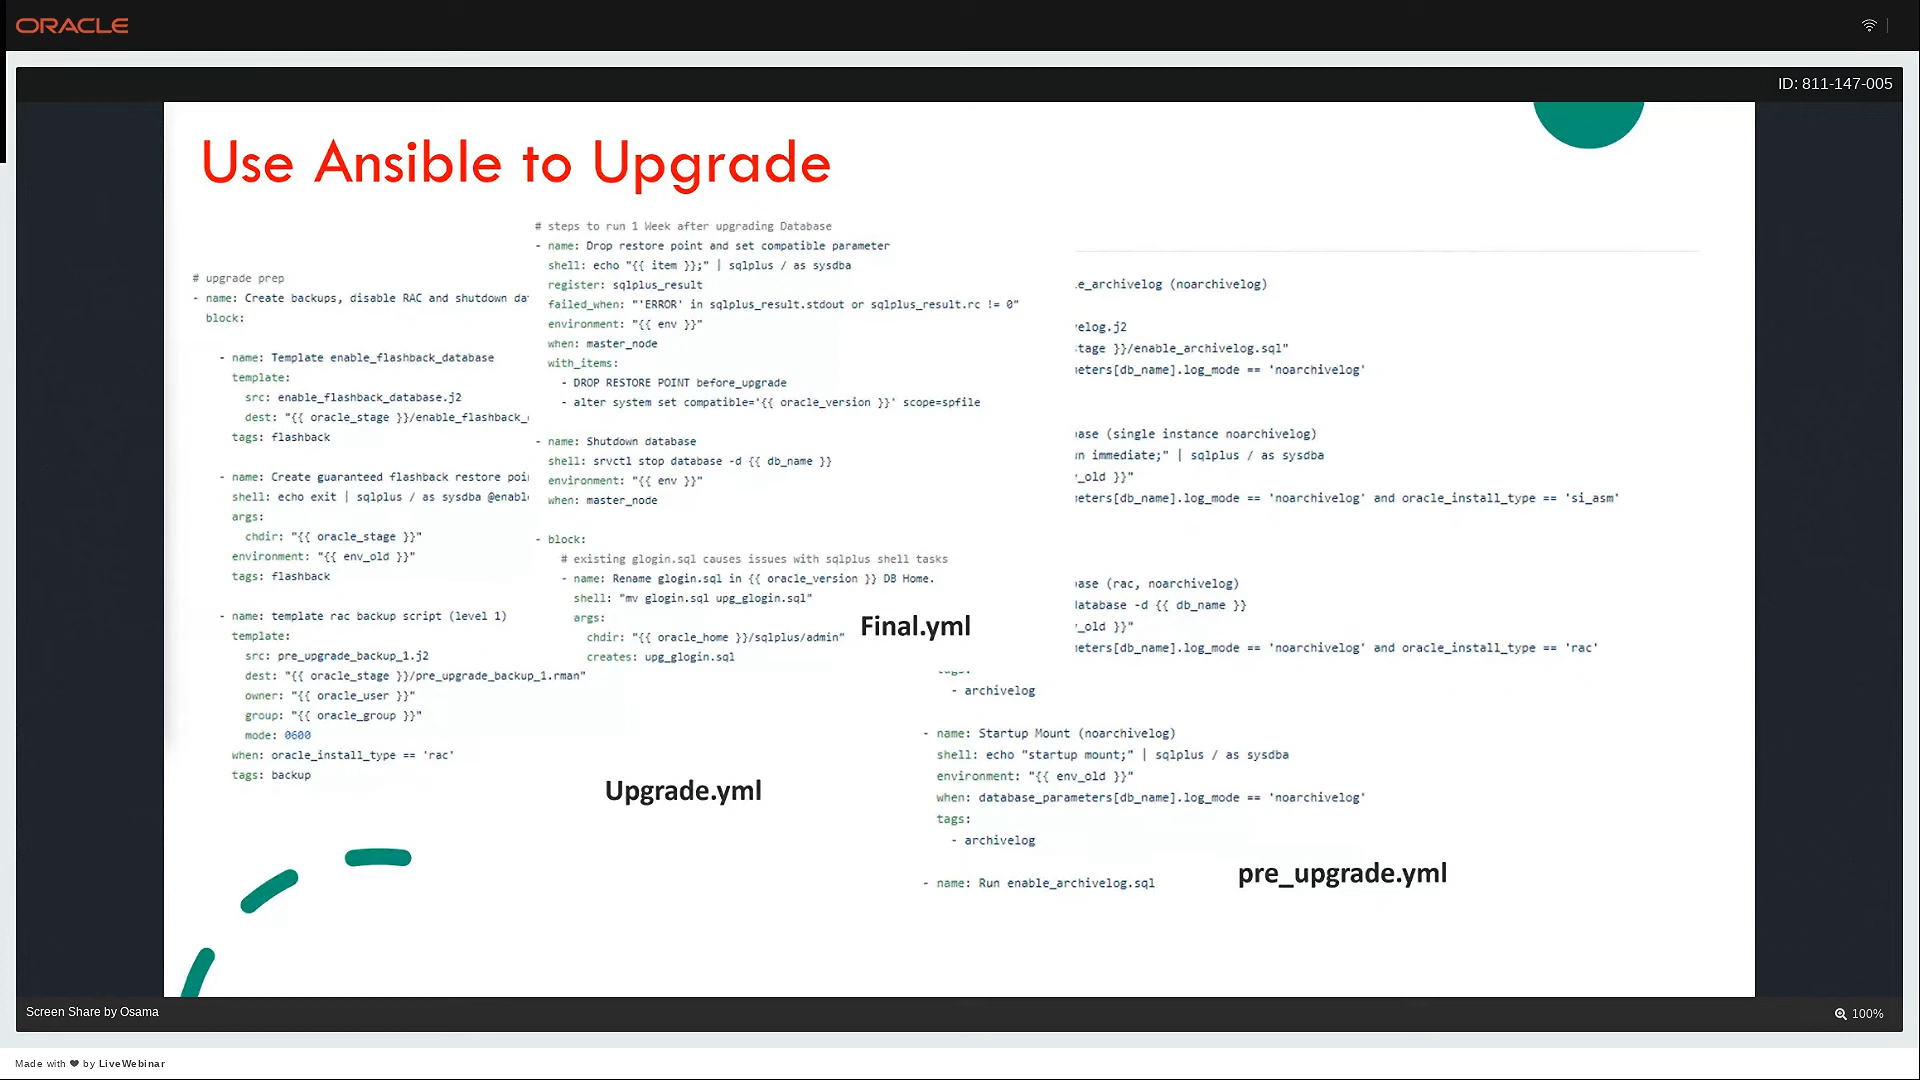 ORACLE
ID: 811-147-005
Use Ansible to Upgrade
# upgrade prep
- name: Create backups, disable RAC and shutdown
block:
- name: Template enable_flashback_database
template:
src: enable_flashback_database.j2
dest: "{{ oracle_stage }}/enable_flashback_
tags: flashback
- name: Create guaranteed flashback restore
shell: echo exit | sqlplus / as sysdba
args:
chdir: "{{ oracle_stage }}"
environment: "{{ env_old }}"
tags: flashback
- name: template rac backup script (level 1)
template:
src: pre_upgrade_backup_1.j2
dest: "{{ oracle_stage }}/pre_upgrade_backup_1.rman"
owner: "{{ oracle_user }}"
group: "{{ oracle_group }}"
mode: 0600
when: oracle_install_type == 'rac'
tags: backup
Upgrade.yml
# steps to run 1 Week after upgrading Database
- name: Drop restore point and set compatible parameter
shell: echo "{{ item }};" | sqlplus / as sysdba
register: sqlplus_result
failed_when: "'ERROR' in sqlplus_result.stdout or sqlplus_result.rc != 0"
environment: "{{ env }}"
when: master_node
with_items:
- DROP RESTORE POINT before_upgrade
- alter system set compatible='{{ oracle_version }}' scope=spfile
- name: Shutdown database
shell: srvctl stop database -d {{ db_name }}
environment: "{{ env }}"
when: master_node
- block:
# existing glogin.sql causes issues with sqlplus shell tasks
- name: Rename glogin.sql in {{ oracle_version }} DB Home.
shell: "mv glogin.sql upg_glogin.sql"
args:
chdir: "{{ oracle_home }}/sqlplus/admin"
creates: upg_glogin.sql
Final.yml
e_archivelog (noarchivelog)
velog.j2
tage }}/enable_archivelog.sql"
meters[db_name].log_mode == 'noarchivelog'
ase (single instance noarchivelog)
n immediate;" | sqlplus / as sysdba
_old }}"
meters[db_name].log_mode == 'noarchivelog' and oracle_install_type == 'si_asm'
ase (rac, noarchivelog)
database -d {{ db_name }}
_old }}"
meters[db_name].log_mode == 'noarchivelog' and oracle_install_type == 'rac'
- archivelog
- name: Startup Mount (noarchivelog)
shell: echo "startup mount;" | sqlplus / as sysdba
environment: "{{ env_old }}"
when: database_parameters[db_name].log_mode == 'noarchivelog'
tags:
- archivelog
- name: Run enable_archivelog.sql
pre_upgrade.yml
Screen Share by Osama
100%
Made with ❤ by LiveWebinar